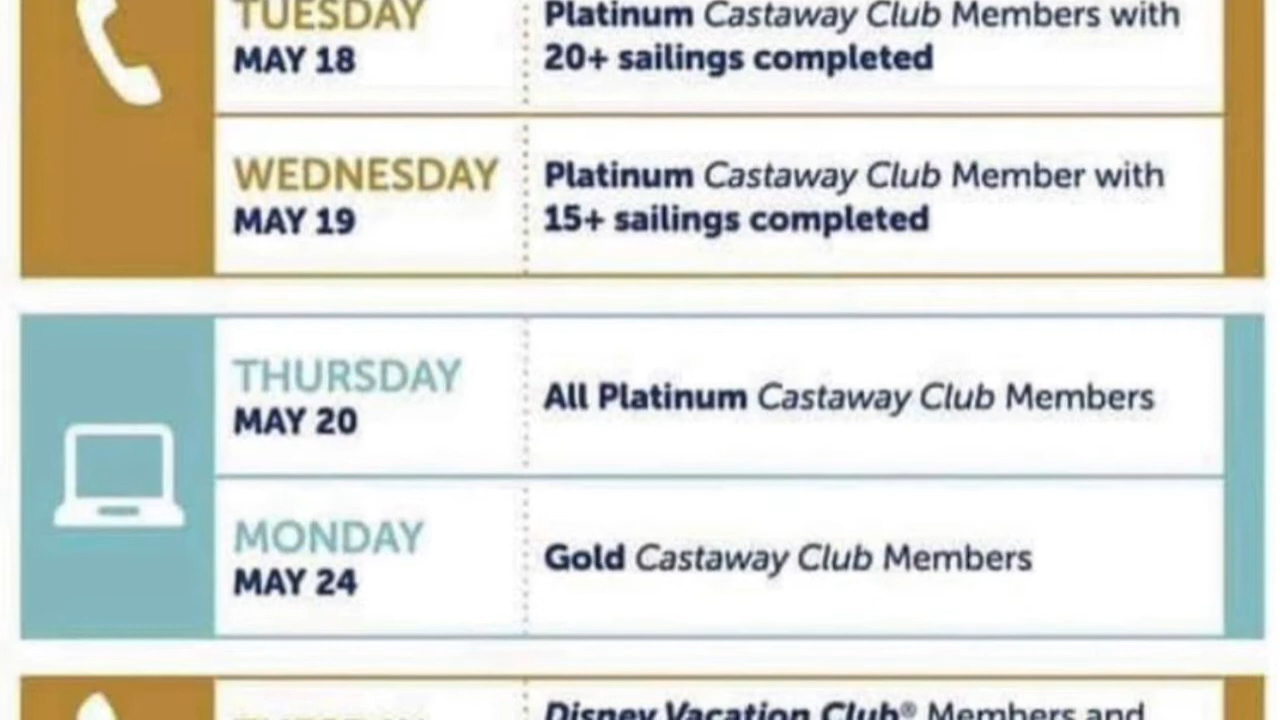 TUESDAY
MAY 18
Platinum Castaway Club Members with
20+ sailings completed
WEDNESDAY
MAY 19
Platinum Castaway Club Member with
15+ sailings completed
THURSDAY
MAY 20
All Platinum Castaway Club Members
MONDAY
MAY 24
Gold Castaway Club Members
Disney Vacation Club® Members and